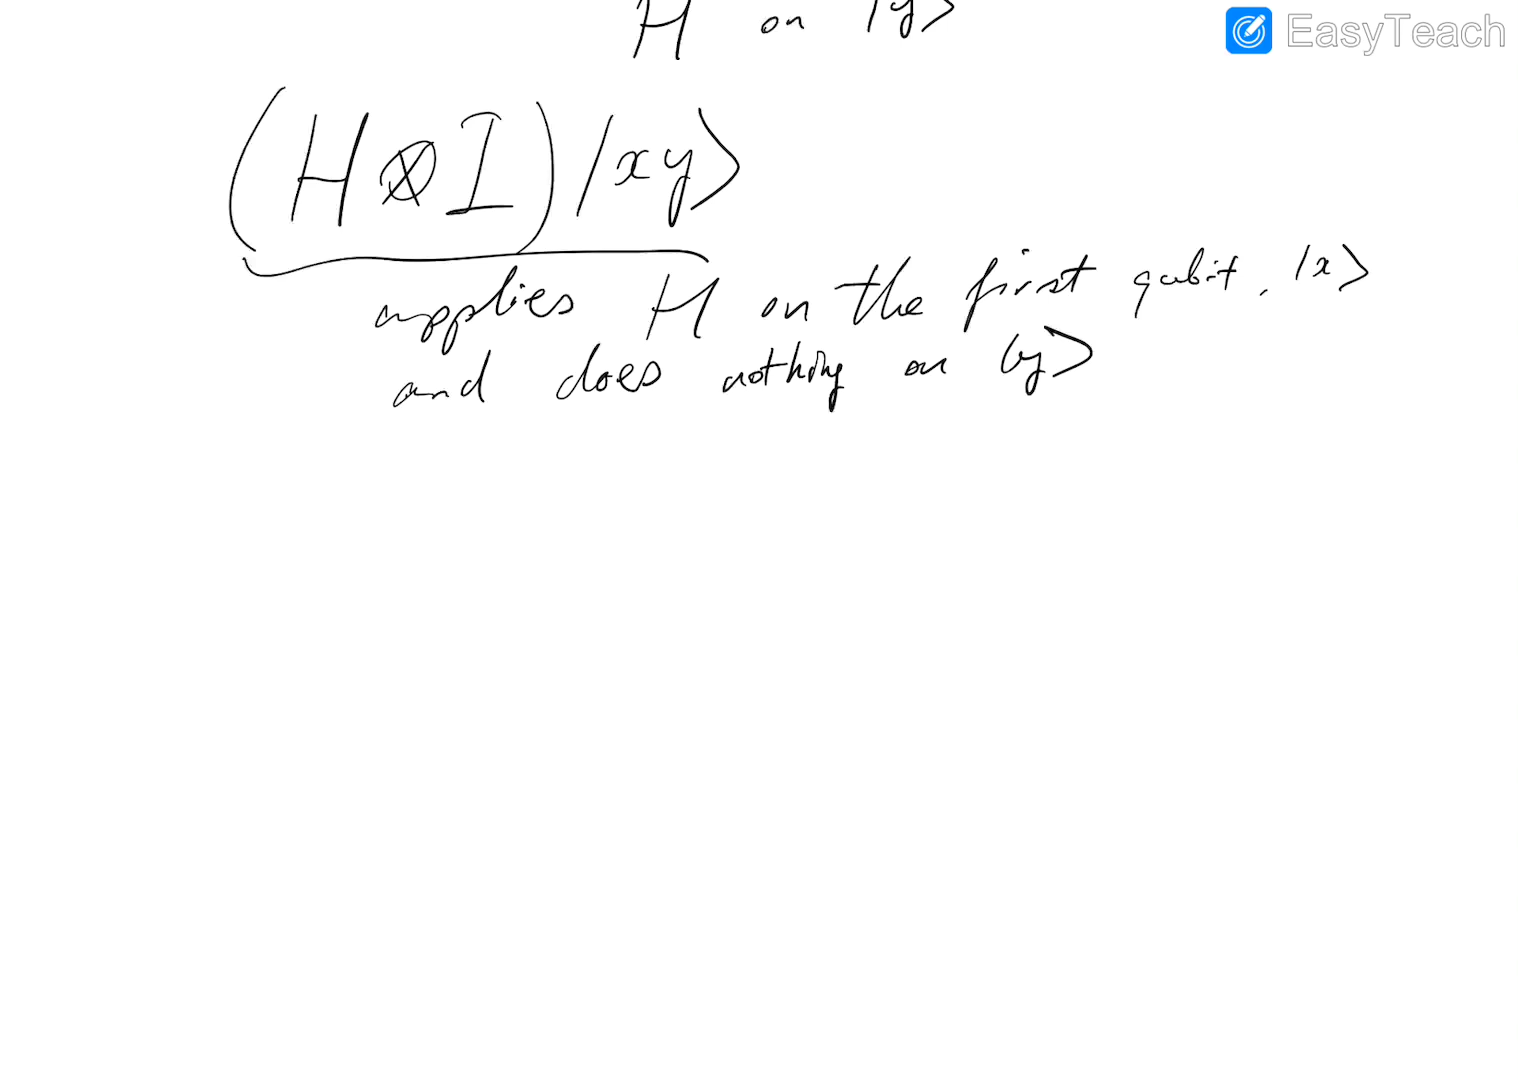 H on |y>
EasyTeach
(H⊗I)|xy>
applies H on the first qubit, |x>
and does nothing on |y>